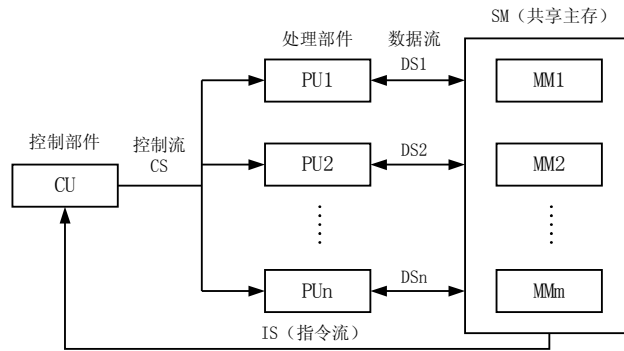 SM（共享主存）
处理部件
数据流
PU1
DS1
MM1
控制部件
控制流
CS
CU
PU2
DS2
MM2
PUn
DSn
MMm
IS（指令流）